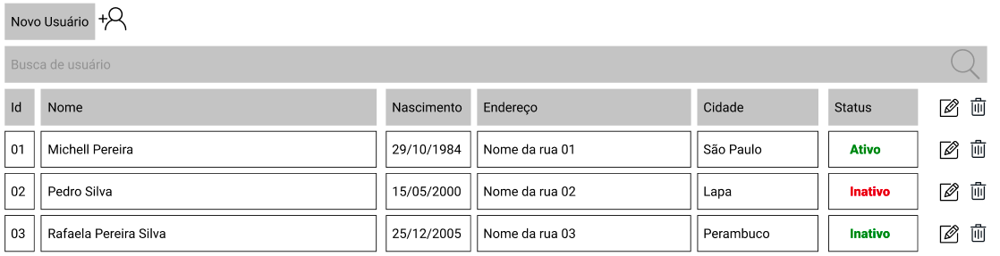 Novo Usuário
Busca de usuário
Id Nome Nascimento Endereço Cidade Status
01 Michell Pereira 29/10/1984 Nome da rua 01 São Paulo Ativo
02 Pedro Silva 15/05/2000 Nome da rua 02 Lapa Inativo
03 Rafaela Pereira Silva 25/12/2005 Nome da rua 03 Perambuco Inativo